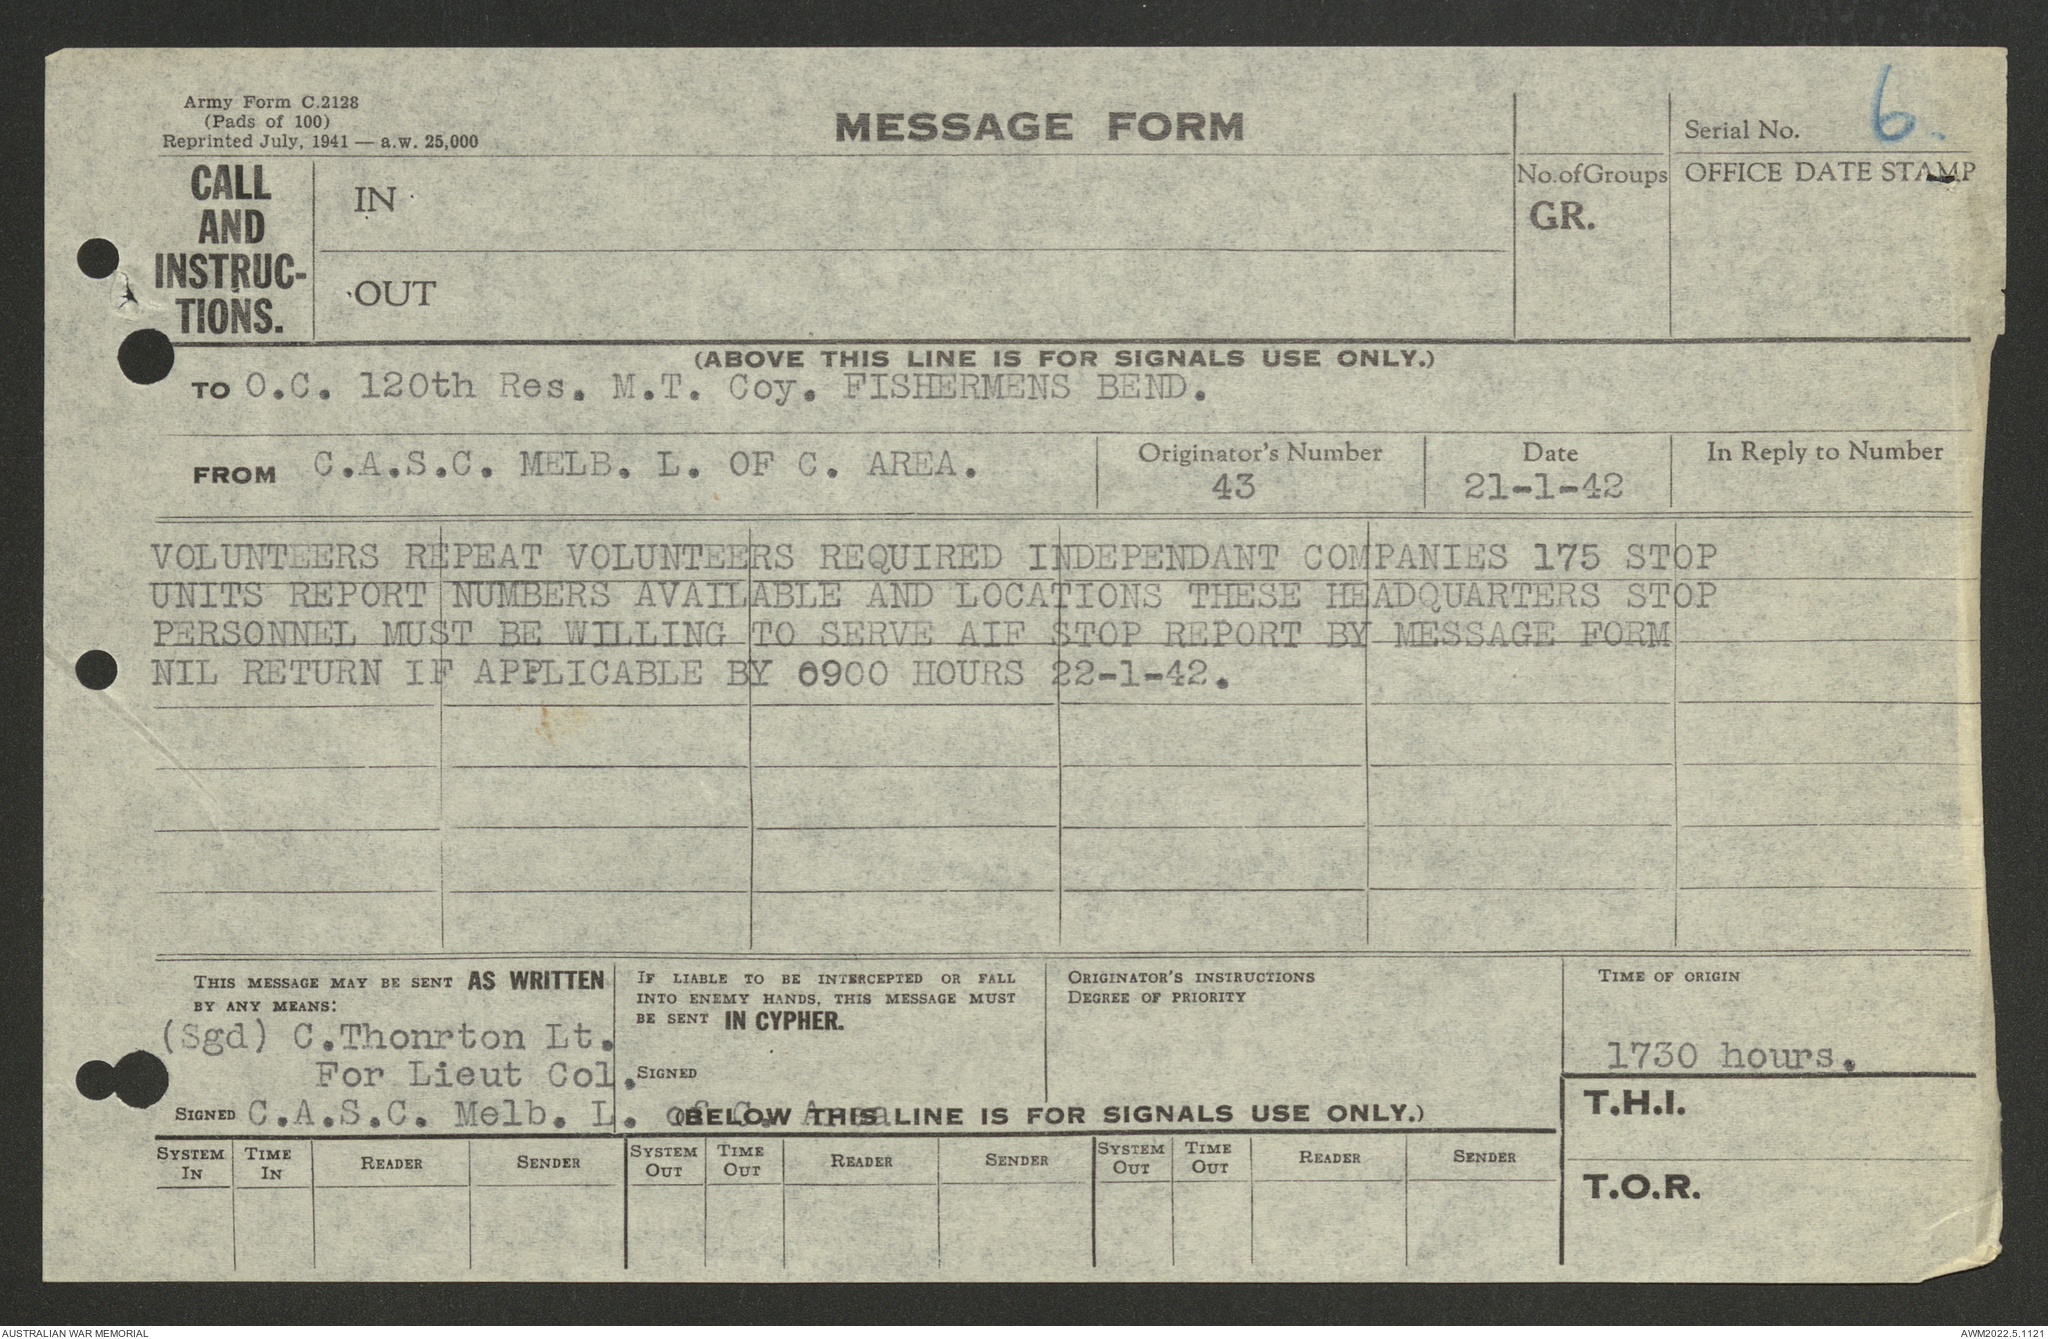 Army Form C.2128
(Pads of 100)
Reprinted July, 1941 — a.w. 25,000
MESSAGE FORM
Serial No. 6.
CALL
AND
INSTRUC-
TIONS.
IN
OUT
No. of Groups
GR.
OFFICE DATE STAMP
(ABOVE THIS LINE IS FOR SIGNALS USE ONLY.)
TO O.C. 120th Res. M.T. Coy. FISHERMENS BEND.
FROM C.A.S.C. MELB. L. OF C. AREA.
Originator's Number
43
Date
21-1-42
In Reply to Number
VOLUNTEERS REPEAT VOLUNTEERS REQUIRED INDEPENDANT COMPANIES 175 STOP
UNITS REPORT NUMBERS AVAILABLE AND LOCATIONS THESE HEADQUARTERS STOP
PERSONNEL MUST BE WILLING TO SERVE AIF STOP REPORT BY MESSAGE FORM
NIL RETURN IF APPLICABLE BY 0900 HOURS 22-1-42.
THIS MESSAGE MAY BE SENT AS WRITTEN
BY ANY MEANS:
(Sgd) C.Thonrton Lt.
For Lieut Col.
SIGNED C.A.S.C. Melb. L. of C. Area
IF LIABLE TO BE INTERCEPTED OR FALL
INTO ENEMY HANDS, THIS MESSAGE MUST
BE SENT IN CYPHER.
SIGNED
ORIGINATOR'S INSTRUCTIONS
DEGREE OF PRIORITY
TIME OF ORIGIN
1730 hours.
(BELOW THIS LINE IS FOR SIGNALS USE ONLY.)
T.H.I.
T.O.R.
SYSTEM IN
TIME IN
READER
SENDER
SYSTEM OUT
TIME OUT
READER
SENDER
SYSTEM OUT
TIME OUT
READER
SENDER
AUSTRALIAN WAR MEMORIAL
AWM2022.5.1121